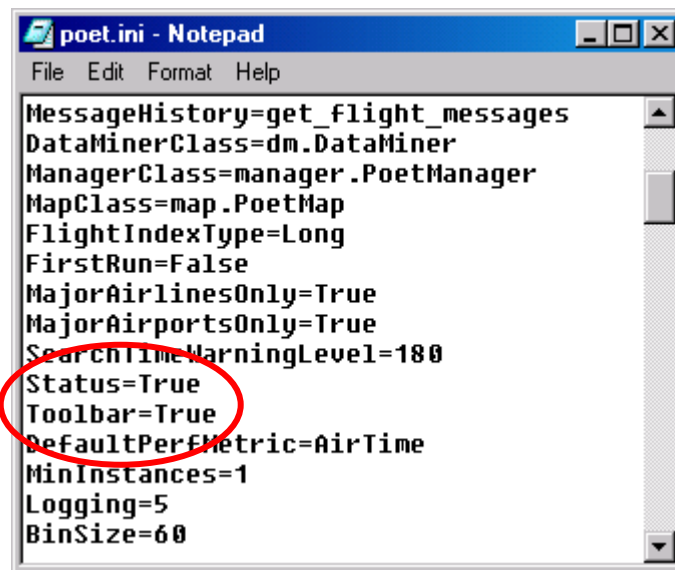 poet.ini - Notepad
File Edit Format Help
MessageHistory=get_flight_messages
DataMinerClass=dm.DataMiner
ManagerClass=manager.PoetManager
MapClass=map.PoetMap
FlightIndexType=Long
FirstRun=False
MajorAirlinesOnly=True
MajorAirportsOnly=True
SearchTimeWarningLevel=180
Status=True
Toolbar=True
DefaultPerfMetric=AirTime
MinInstances=1
Logging=5
BinSize=60